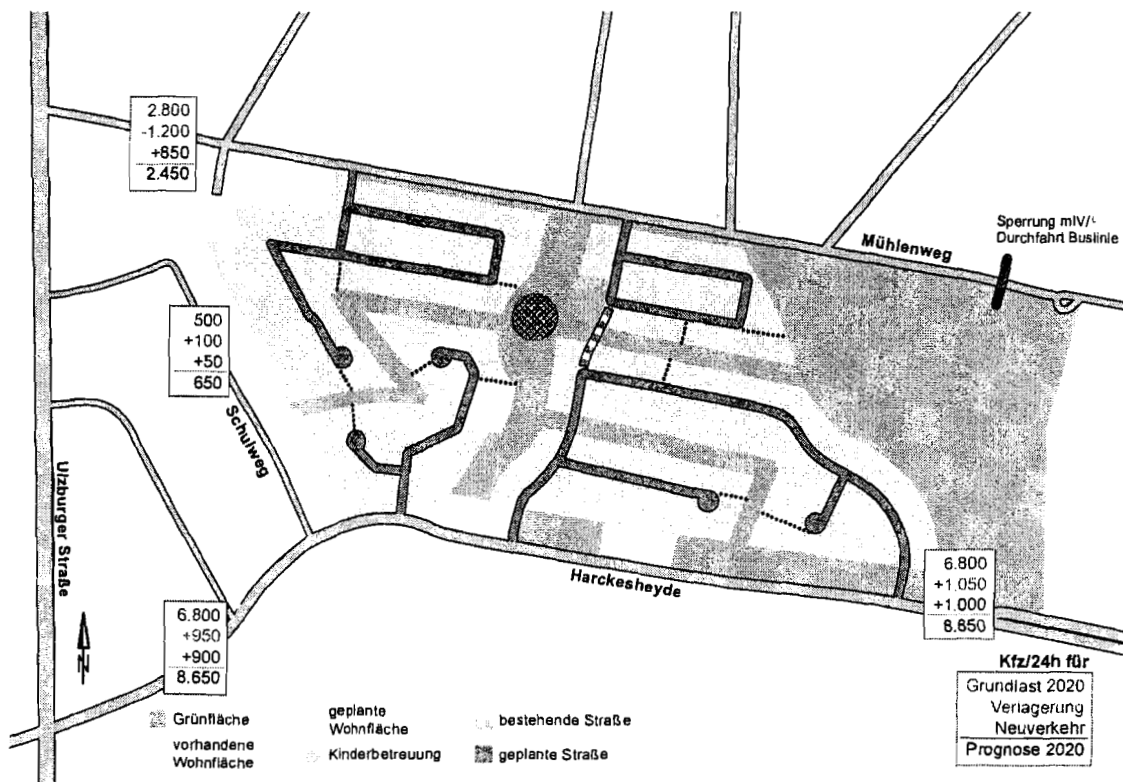 2.800
-1.200
+850
2.450
Sperrung mIV/
Durchfahrt Buslinie
Mühlenweg
500
+100
+50
650
Schulweg
Ulzburger Straße
Harckesheyde
6.800
+1.050
+1.000
8.850
6.800
+950
+900
8.650
N
Kfz/24h für
Grundlast 2020
Verlagerung
Neuverkehr
Prognose 2020
Grünfläche
geplante
Wohnfläche
bestehende Straße
vorhandene
Wohnfläche
Kinderbetreuung
geplante Straße